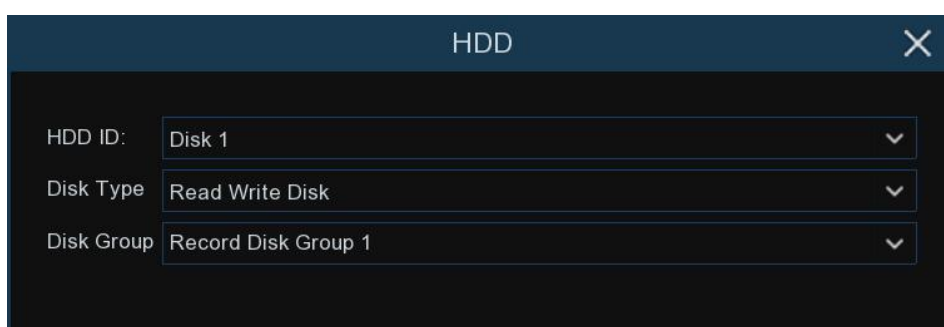 HDD
HDD ID: Disk 1
Disk Type Read Write Disk
Disk Group Record Disk Group 1